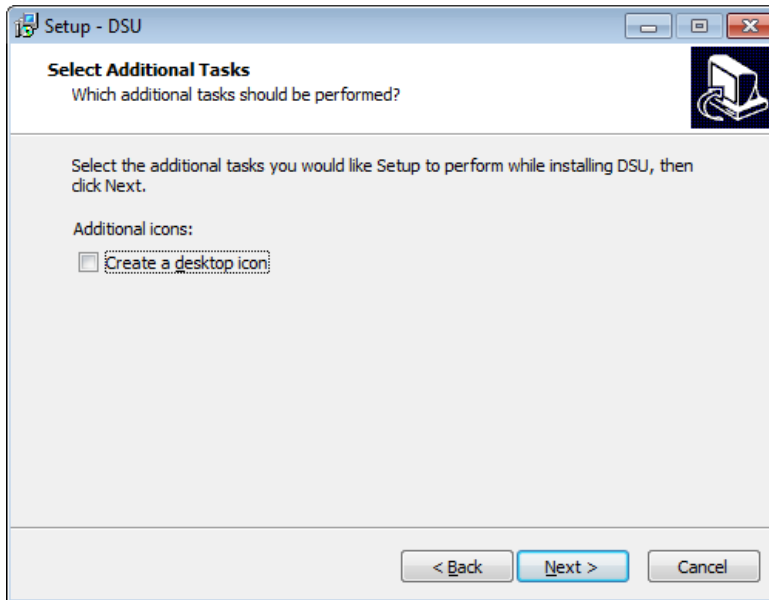 Setup - DSU
Select Additional Tasks
Which additional tasks should be performed?
Select the additional tasks you would like Setup to perform while installing DSU, then
click Next.
Additional icons:
Create a desktop icon
< Back
Next >
Cancel